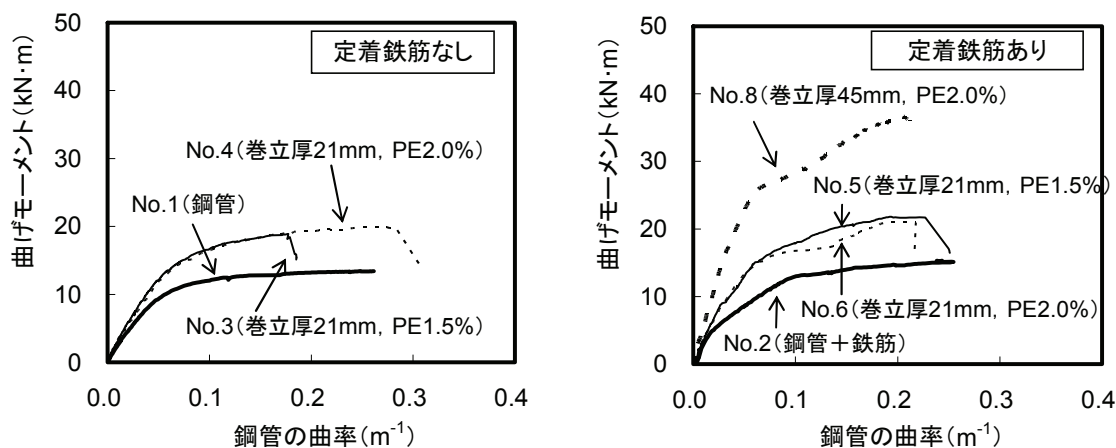 定着鉄筋なし
曲げモーメント(kN·m)
50
40
30
20
10
0
No.4(巻立厚21mm, PE2.0%)
No.1(鋼管)
No.3(巻立厚21mm, PE1.5%)
0.0 0.1 0.2 0.3 0.4
鋼管の曲率(m⁻¹)
定着鉄筋あり
曲げモーメント(kN·m)
50
40
30
20
10
0
No.8(巻立厚45mm, PE2.0%)
No.5(巻立厚21mm, PE1.5%)
No.6(巻立厚21mm, PE2.0%)
No.2(鋼管+鉄筋)
0.0 0.1 0.2 0.3 0.4
鋼管の曲率(m⁻¹)